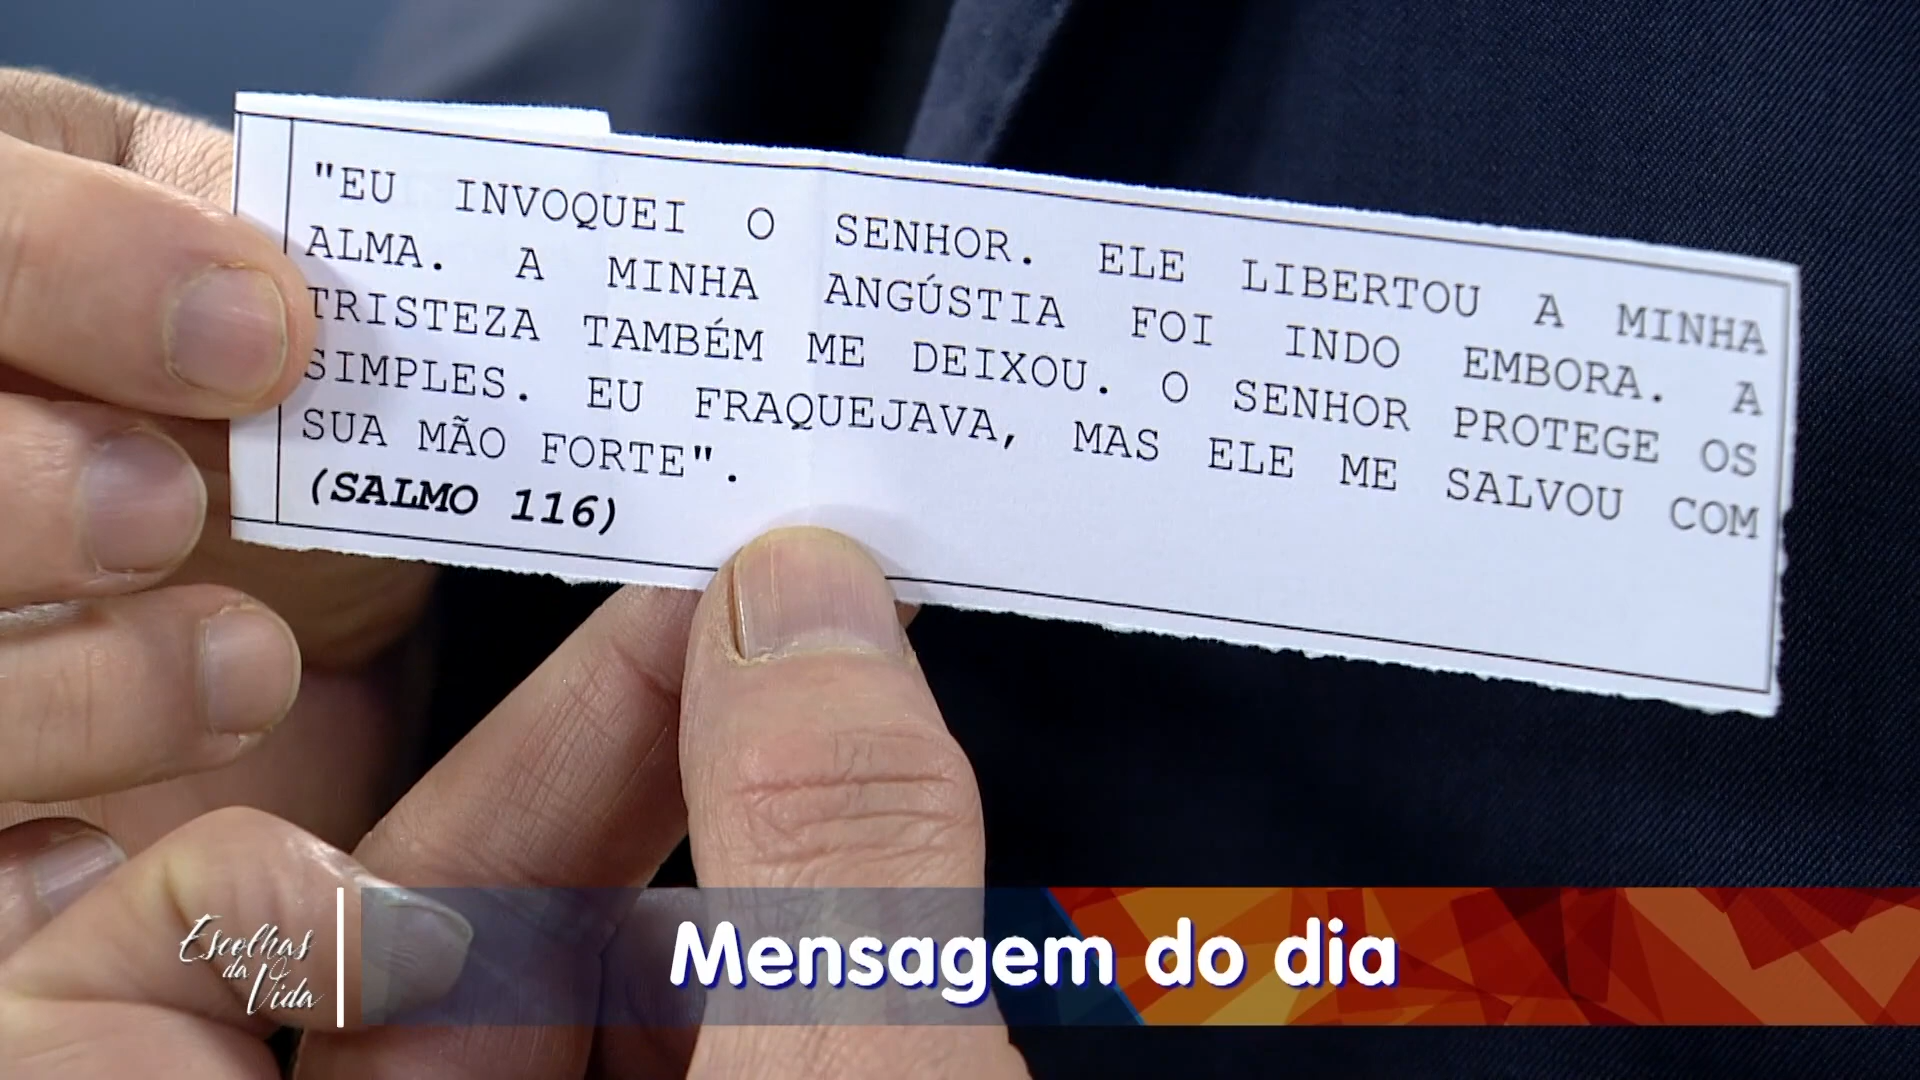 "EU INVOQUEI O SENHOR. ELE LIBERTOU A MINHA
ALMA. A MINHA ANGÚSTIA FOI INDO EMBORA. A
TRISTEZA TAMBÉM ME DEIXOU. O SENHOR PROTEGE OS
SIMPLES. EU FRAQUEJAVA, MAS ELE ME SALVOU COM
SUA MÃO FORTE".
(SALMO 116)
Escolhas
da
Vida
Mensagem do dia